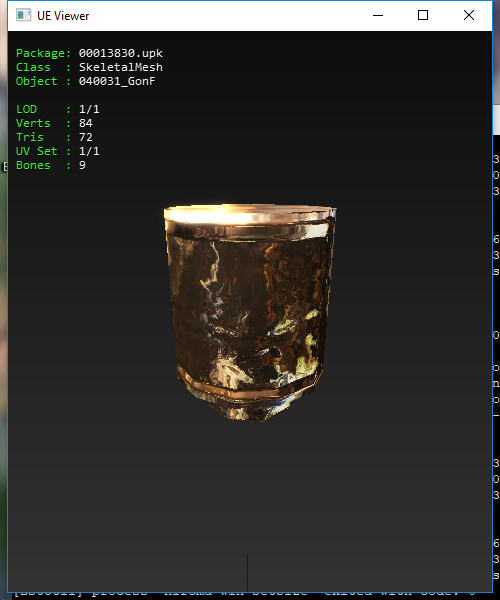 UE Viewer
Package: 00013830.upk
Class : SkeletalMesh
Object : 040031_GonF
LOD : 1/1
Verts : 84
Tris : 72
UV Set : 1/1
Bones : 9